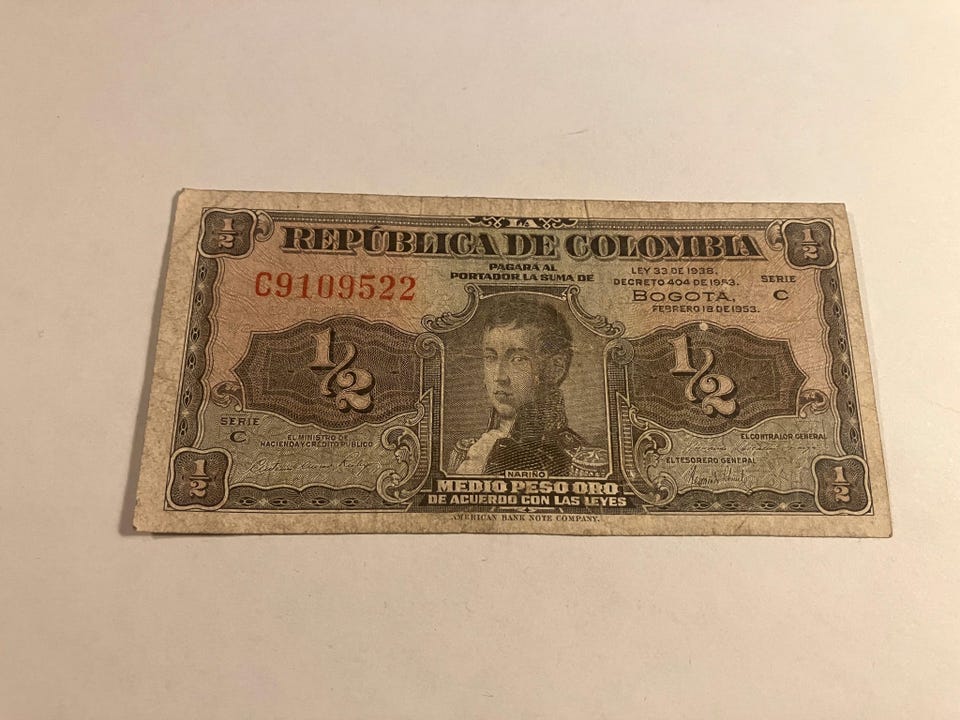 LA
REPÚBLICA DE COLOMBIA
1/2
1/2
PAGARA AL
PORTADOR LA SUMA DE
C9109522
LEY 33 DE 1938.
DECRETO 404 DE 1953.
BOGOTA,
FEBRERO 18 DE 1953.
SERIE
C
1/2
1/2
SERIE
C
EL MINISTRO DE
HACIENDA Y CRÉDITO PUBLICO
EL CONTRALOR GENERAL
EL TESORERO GENERAL
NARIÑO
1/2
MEDIO PESO ORO
1/2
DE ACUERDO CON LAS LEYES
AMERICAN BANK NOTE COMPANY.